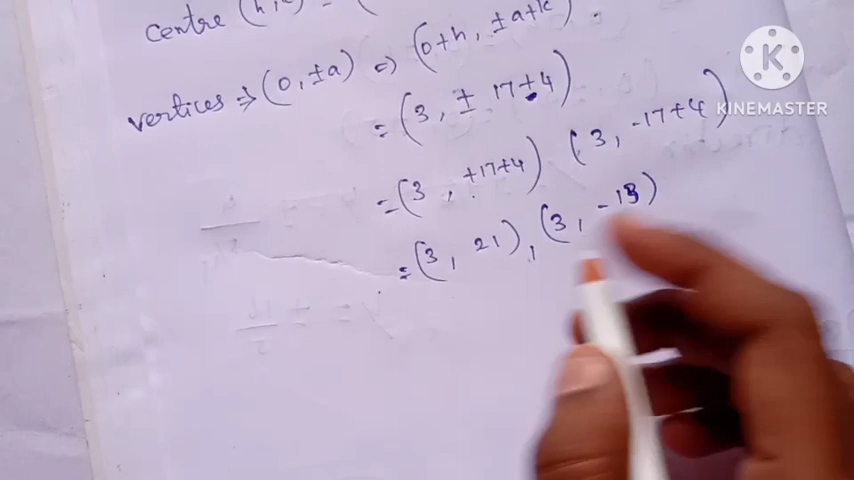 centre (h,k) = (
vertices ⇒ (0, ±a) ⇒ (0+h, ±a+k).
= (3, ± 17+4)
= (3, +17+4) (3, -17+4)
= (3, 21), (3, -13)
KINEMASTER